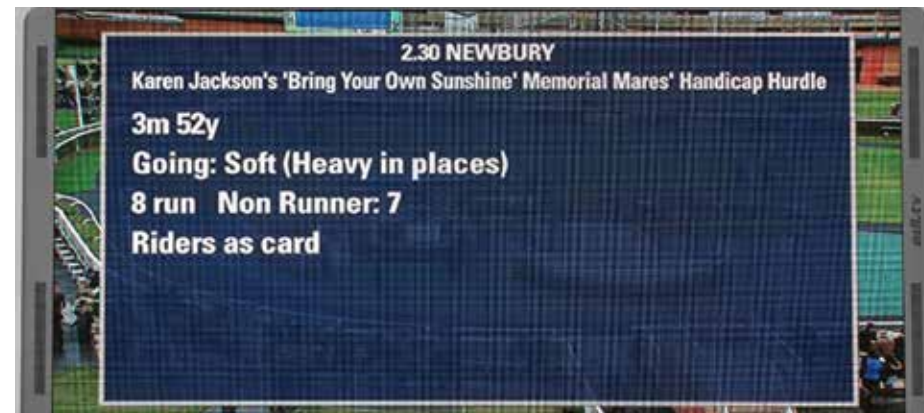 2.30 NEWBURY
Karen Jackson's 'Bring Your Own Sunshine' Memorial Mares' Handicap Hurdle
3m 52y
Going: Soft (Heavy in places)
8 run Non Runner: 7
Riders as card